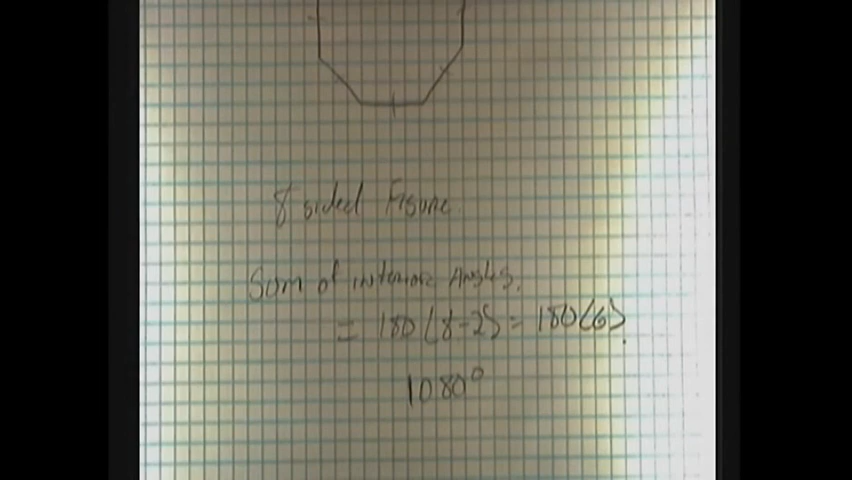 8 sided Figure
Sum of interior Angles.
= 180 (8-2) = 180(6).
1080°